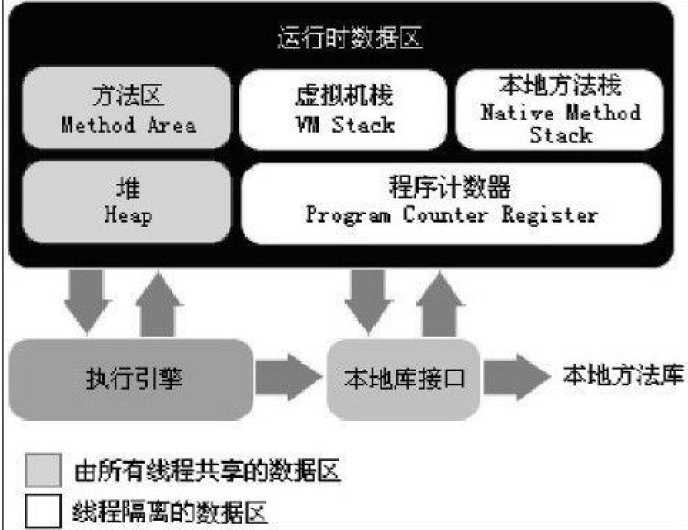 运行时数据区
方法区
Method Area
虚拟机栈
VM Stack
本地方法栈
Native Method
Stack
堆
Heap
程序计数器
Program Counter Register
执行引擎
本地库接口
本地方法库
由所有线程共享的数据区
线程隔离的数据区